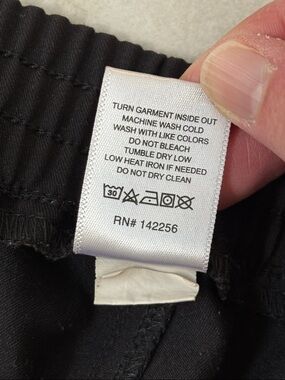 TURN GARMENT INSIDE OUT
MACHINE WASH COLD
WASH WITH LIKE COLORS
DO NOT BLEACH
TUMBLE DRY LOW
LOW HEAT IRON IF NEEDED
DO NOT DRY CLEAN
30
RN# 142256